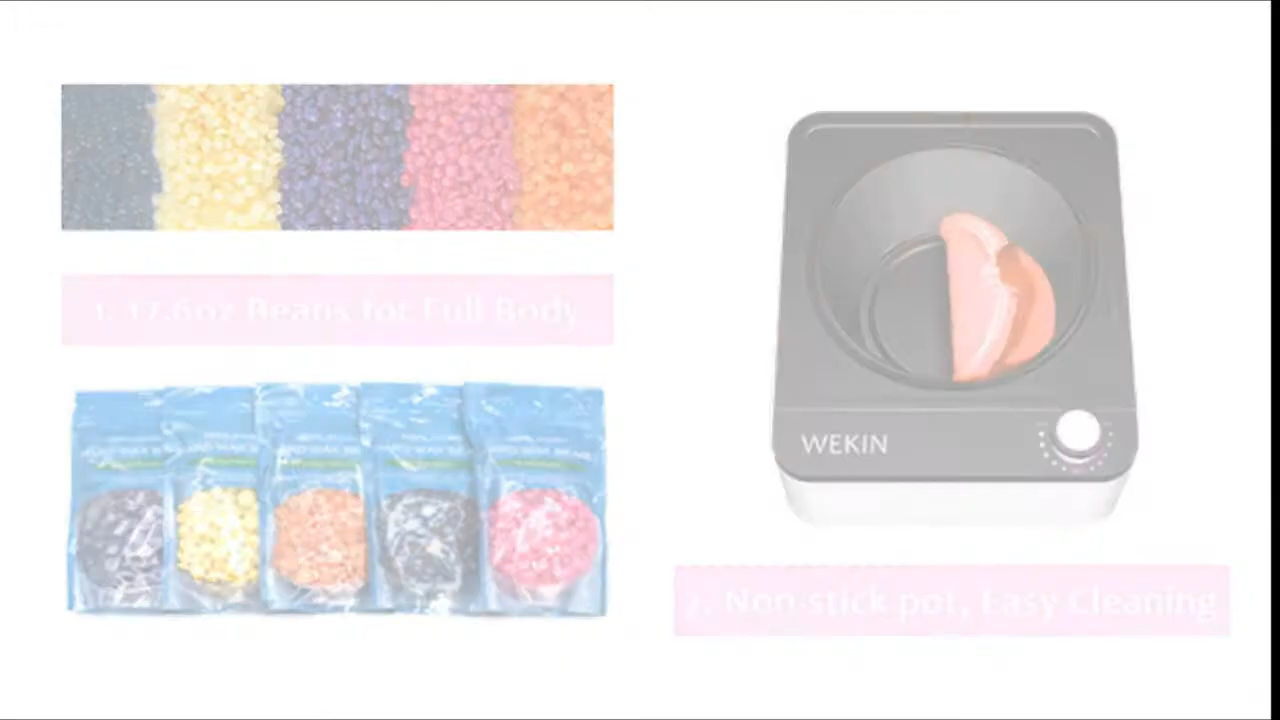 1. 17.6oz Beans for Full Body
WEKIN
2. Non-stick pot, Easy Cleaning